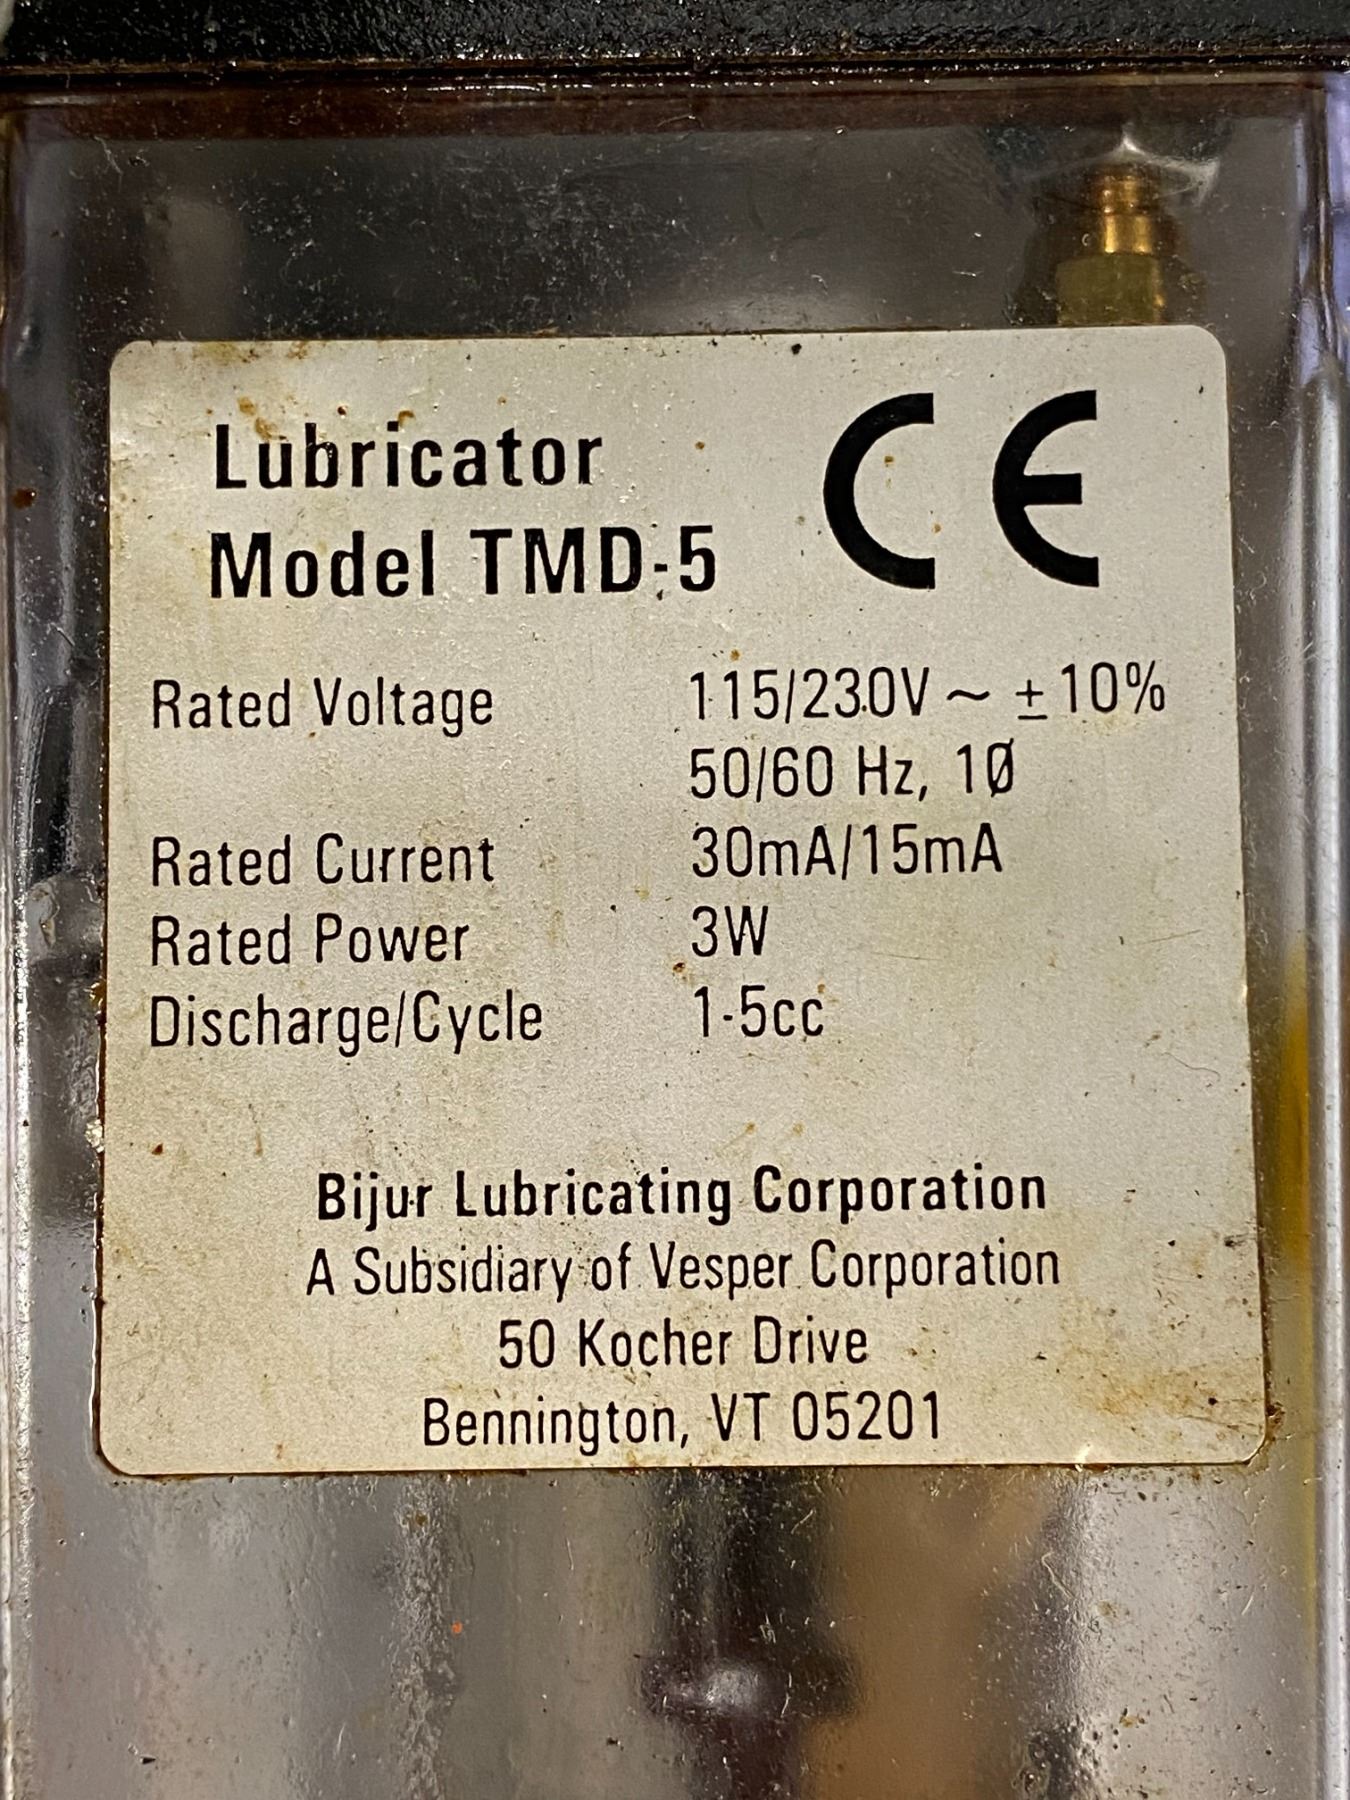 Lubricator
Model TMD-5
CE
Rated Voltage 115/230V ~ ±10%
50/60 Hz, 1Ø
Rated Current 30mA/15mA
Rated Power 3W
Discharge/Cycle 1-5cc
Bijur Lubricating Corporation
A Subsidiary of Vesper Corporation
50 Kocher Drive
Bennington, VT 05201